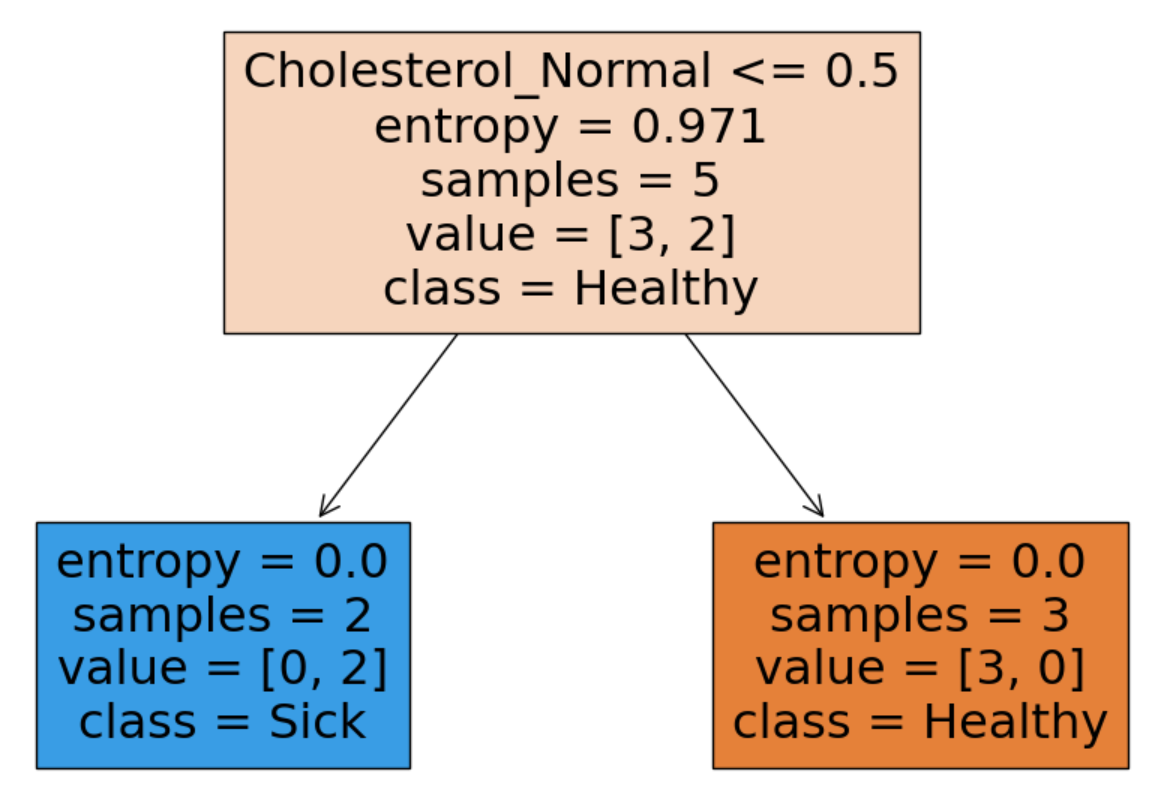 Cholesterol_Normal <= 0.5
entropy = 0.971
samples = 5
value = [3, 2]
class = Healthy
entropy = 0.0
samples = 2
value = [0, 2]
class = Sick
entropy = 0.0
samples = 3
value = [3, 0]
class = Healthy